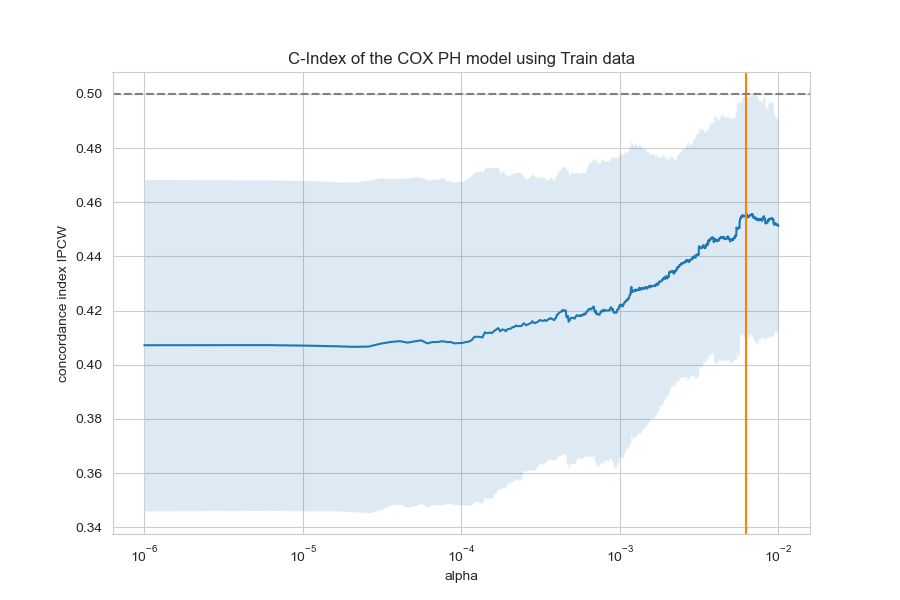 C-Index of the COX PH model using Train data
concordance index IPCW
0.50
0.48
0.46
0.44
0.42
0.40
0.38
0.36
0.34
10⁻⁶ 10⁻⁵ 10⁻⁴ 10⁻³ 10⁻²
alpha